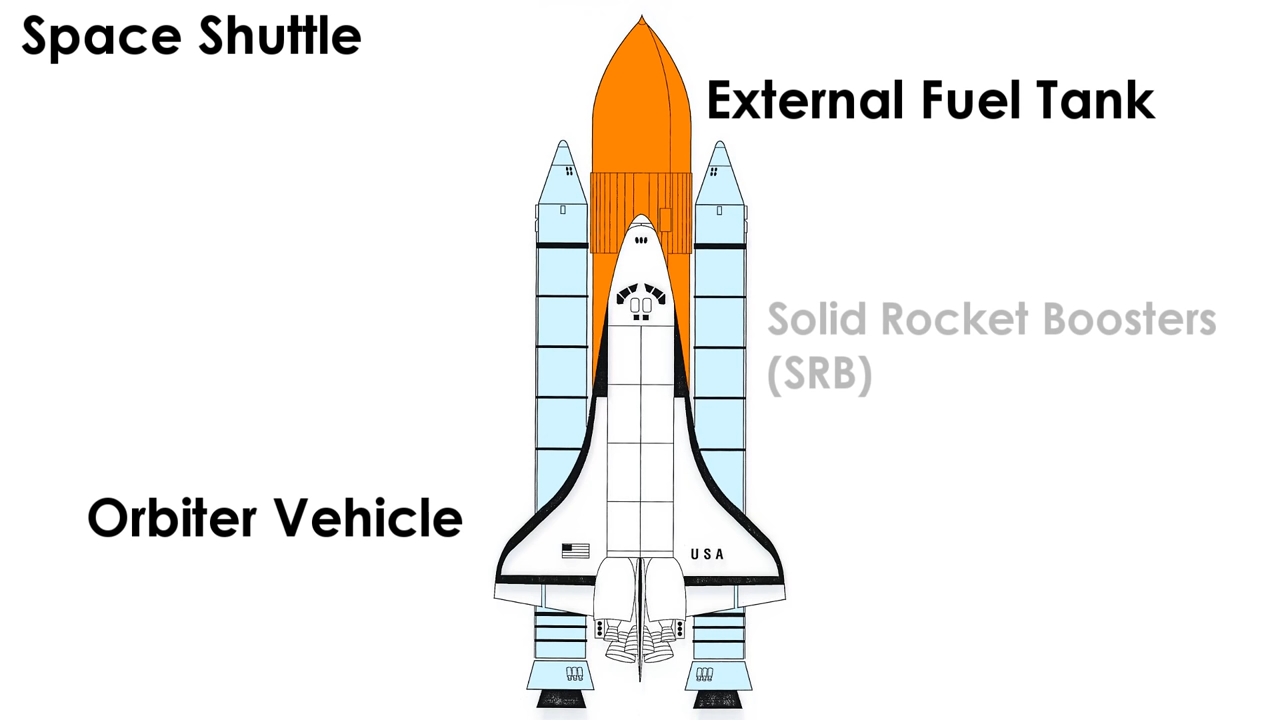 Space Shuttle
External Fuel Tank
Solid Rocket Boosters
(SRB)
Orbiter Vehicle
USA